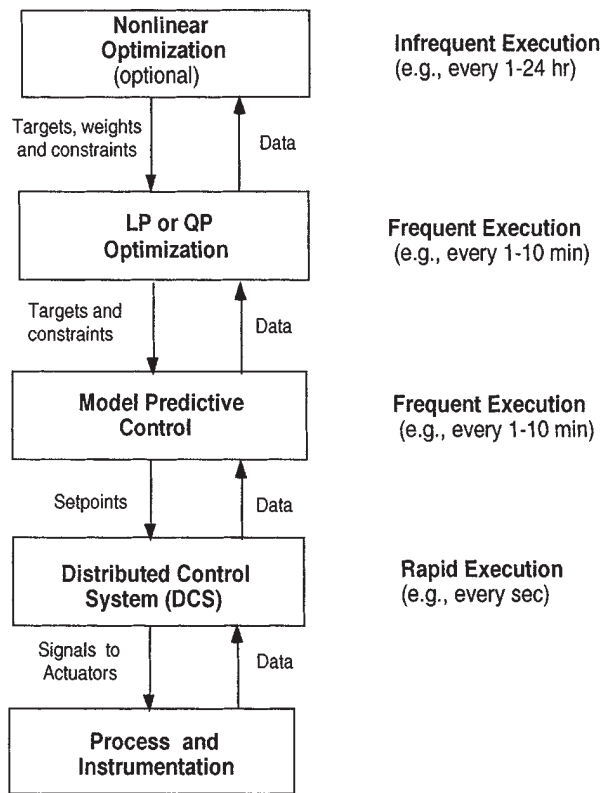 Nonlinear
Optimization
(optional)
Infrequent Execution
(e.g., every 1-24 hr)
Targets, weights
and constraints
Data
LP or QP
Optimization
Frequent Execution
(e.g., every 1-10 min)
Targets and
constraints
Data
Model Predictive
Control
Frequent Execution
(e.g., every 1-10 min)
Setpoints
Data
Distributed Control
System (DCS)
Rapid Execution
(e.g., every sec)
Signals to
Actuators
Data
Process and
Instrumentation